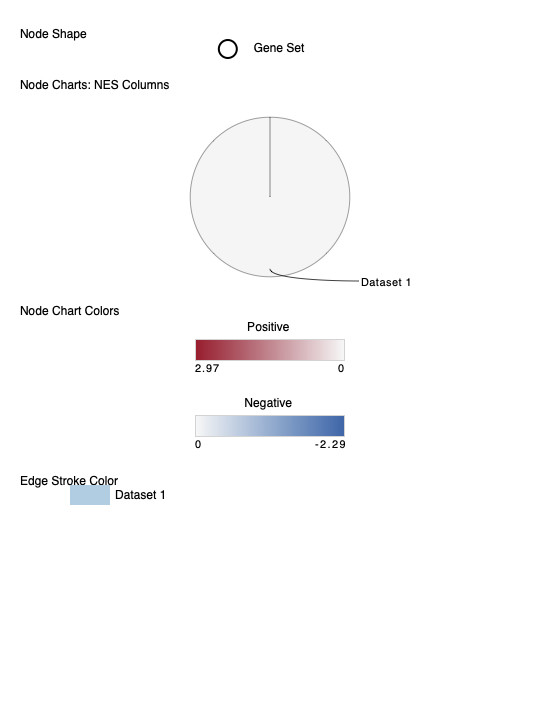 Node Shape
Gene Set
Node Charts: NES Columns
Dataset 1
Node Chart Colors
Positive
2.97 0
Negative
0 -2.29
Edge Stroke Color
Dataset 1